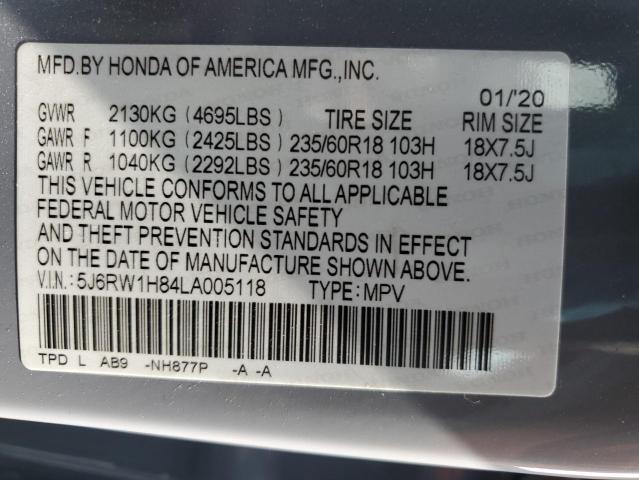 MFD.BY HONDA OF AMERICA MFG.,INC.
01/'20
GVWR 2130KG (4695LBS) TIRE SIZE RIM SIZE
GAWR F 1100KG (2425LBS) 235/60R18 103H 18X7.5J
GAWR R 1040KG (2292LBS) 235/60R18 103H 18X7.5J
THIS VEHICLE CONFORMS TO ALL APPLICABLE
FEDERAL MOTOR VEHICLE SAFETY
AND THEFT PREVENTION STANDARDS IN EFFECT
ON THE DATE OF MANUFACTURE SHOWN ABOVE.
V.I.N.: 5J6RW1H84LA005118 TYPE: MPV
TPD L AB9 -NH877P -A -A